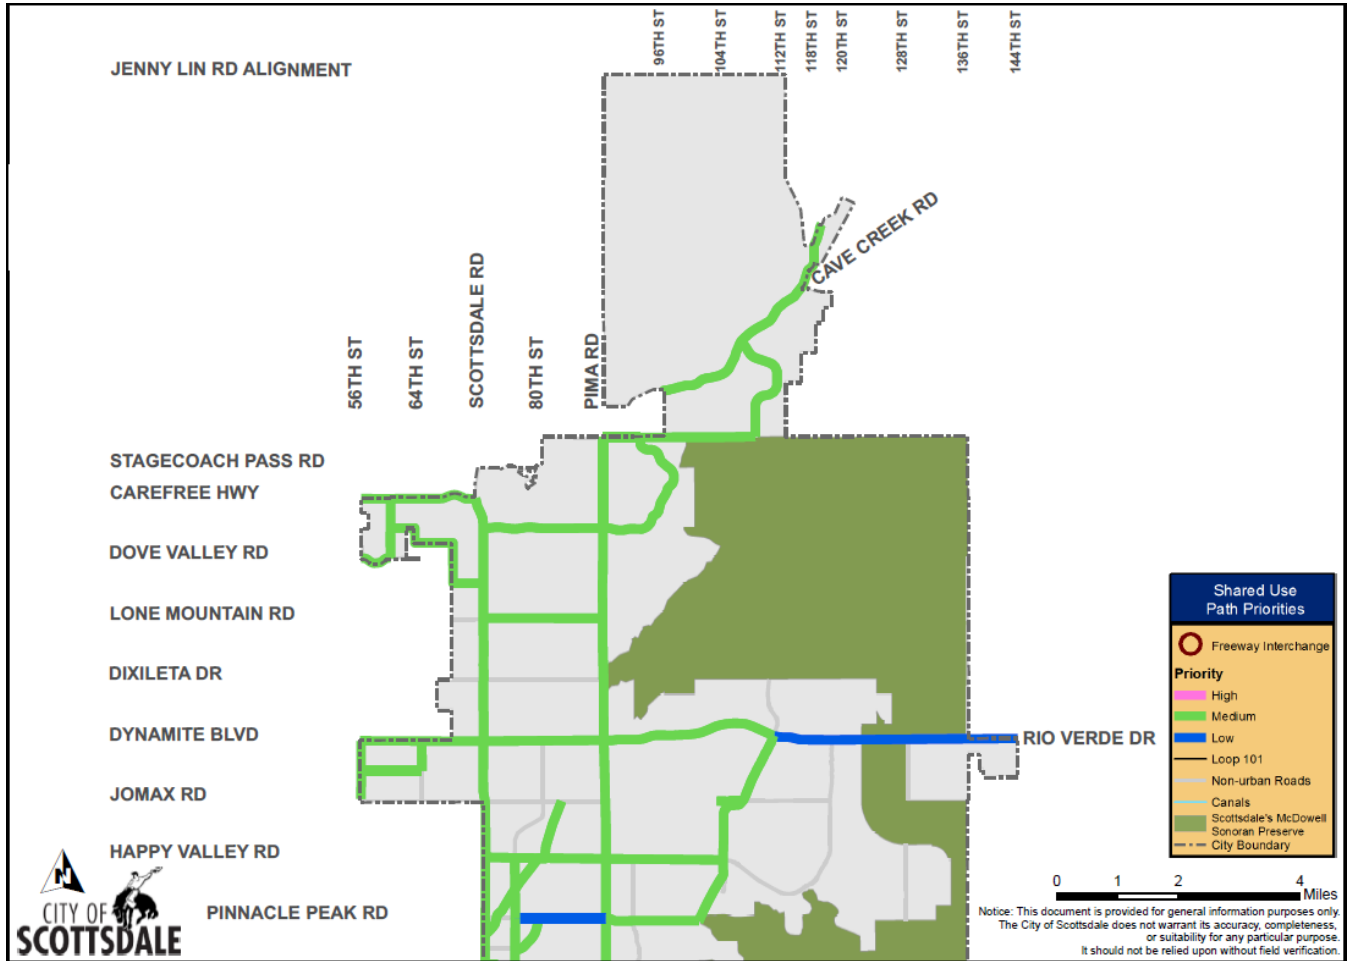 96TH ST
104TH ST
112TH ST
118TH ST
120TH ST
128TH ST
136TH ST
144TH ST
JENNY LIN RD ALIGNMENT
CAVE CREEK RD
56TH ST
64TH ST
SCOTTSDALE RD
80TH ST
PIMA RD
STAGECOACH PASS RD
CAREFREE HWY
DOVE VALLEY RD
LONE MOUNTAIN RD
DIXILETA DR
DYNAMITE BLVD
RIO VERDE DR
JOMAX RD
HAPPY VALLEY RD
PINNACLE PEAK RD
Shared Use
Path Priorities
Freeway Interchange
Priority
High
Medium
Low
Loop 101
Non-urban Roads
Canals
Scottsdale's McDowell
Sonoran Preserve
City Boundary
N
CITY OF
SCOTTSDALE
0 1 2 4
Miles
Notice: This document is provided for general information purposes only.
The City of Scottsdale does not warrant its accuracy, completeness,
or suitability for any particular purpose.
It should not be relied upon without field verification.